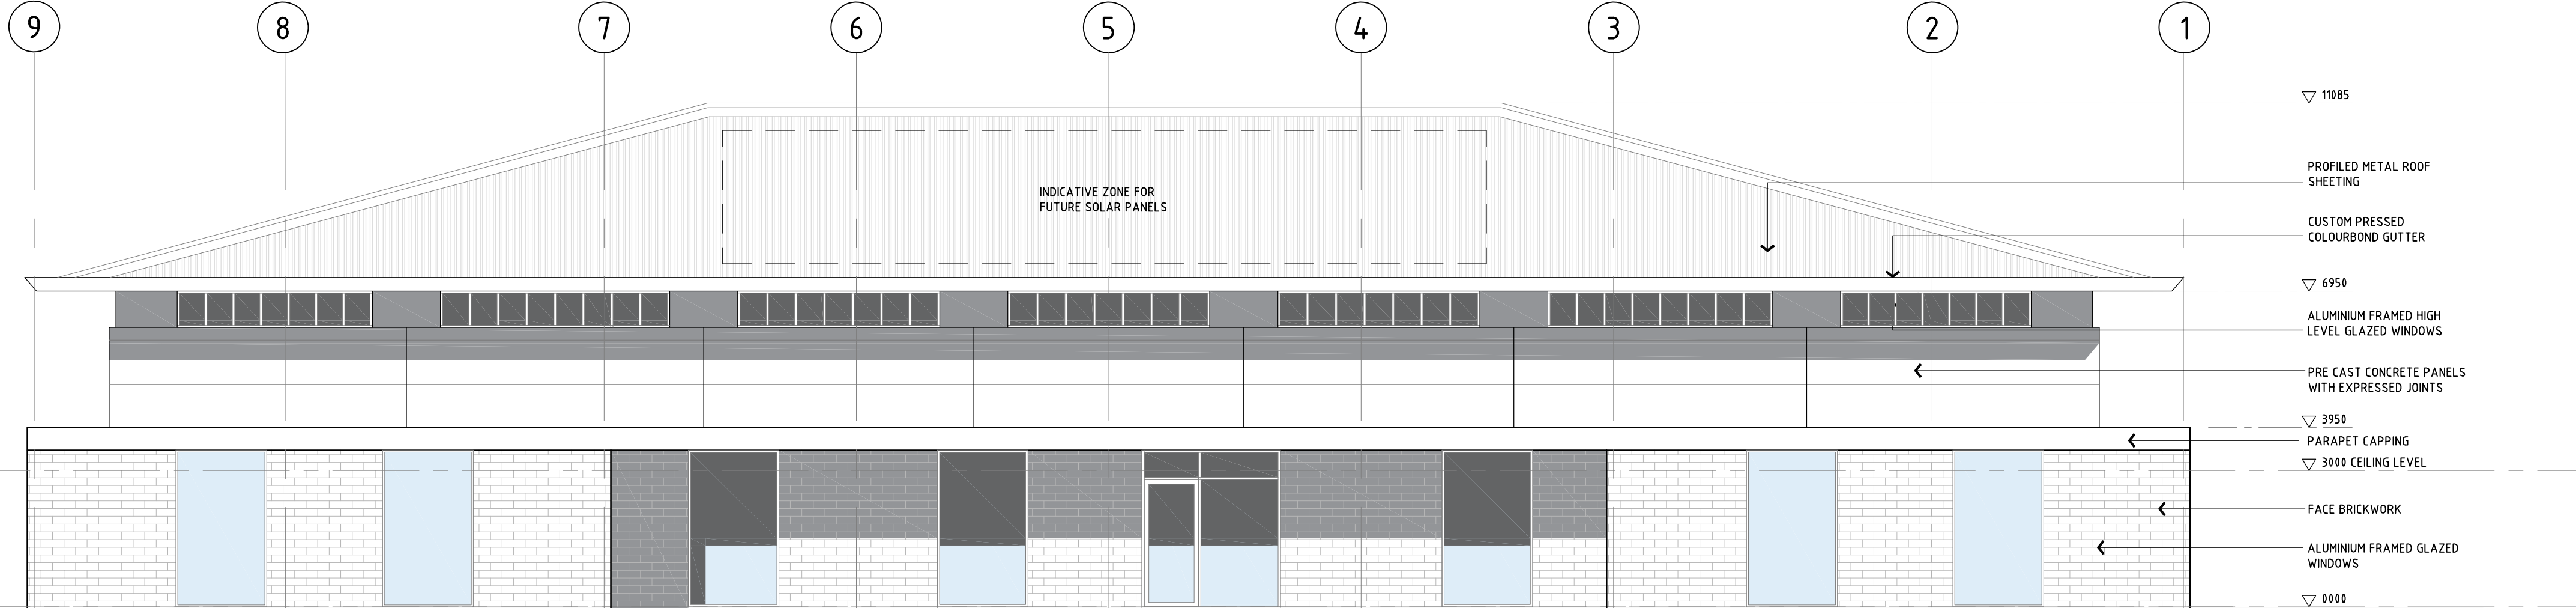 9 8 7 6 5 4 3 2 1
11085
PROFILED METAL ROOF
SHEETING
INDICATIVE ZONE FOR
FUTURE SOLAR PANELS
CUSTOM PRESSED
COLOURBOND GUTTER
6950
ALUMINIUM FRAMED HIGH
LEVEL GLAZED WINDOWS
PRE CAST CONCRETE PANELS
WITH EXPRESSED JOINTS
3950
PARAPET CAPPING
3000 CEILING LEVEL
FACE BRICKWORK
ALUMINIUM FRAMED GLAZED
WINDOWS
0000